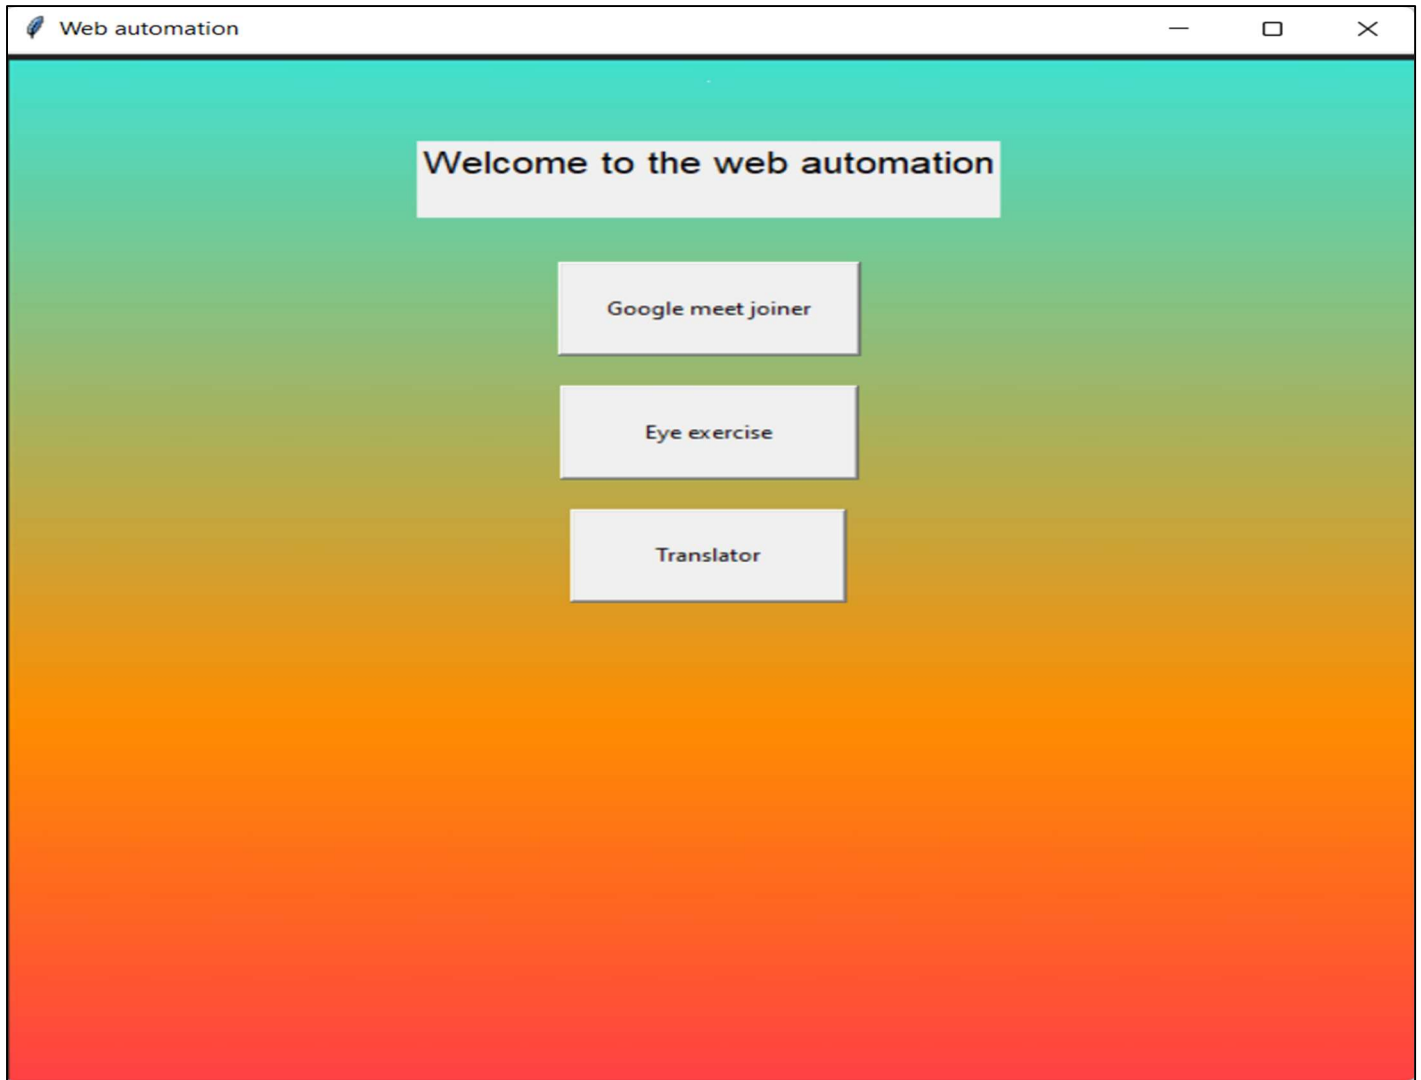 Web automation
Welcome to the web automation
Google meet joiner
Eye exercise
Translator